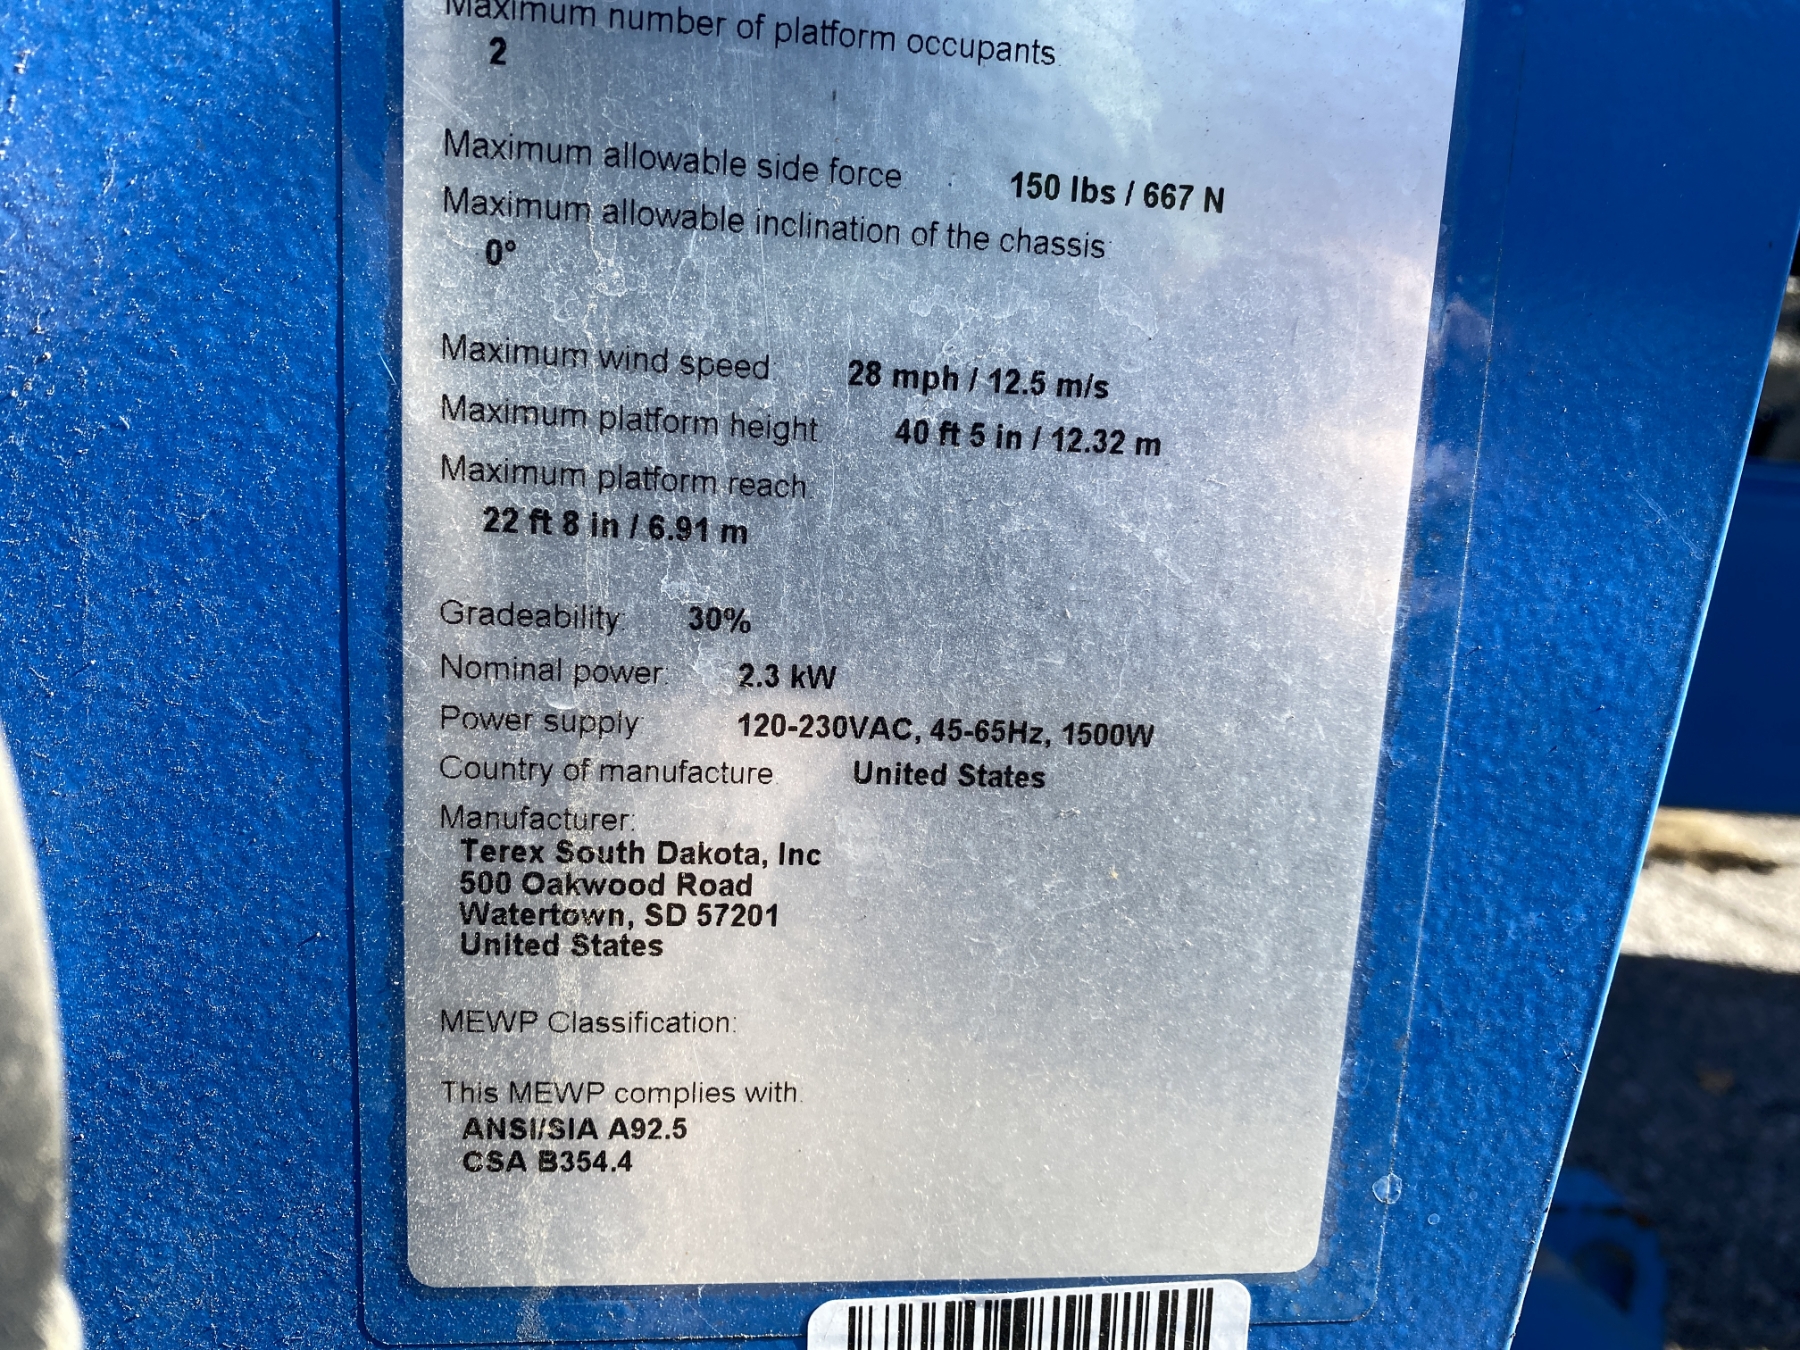 Maximum number of platform occupants
2
Maximum allowable side force 150 lbs / 667 N
Maximum allowable inclination of the chassis
0°
Maximum wind speed 28 mph / 12.5 m/s
Maximum platform height 40 ft 5 in / 12.32 m
Maximum platform reach
22 ft 8 in / 6.91 m
Gradeability: 30%
Nominal power: 2.3 kW
Power supply: 120-230VAC, 45-65Hz, 1500W
Country of manufacture: United States
Manufacturer:
Terex South Dakota, Inc
500 Oakwood Road
Watertown, SD 57201
United States
MEWP Classification:
This MEWP complies with:
ANSI/SIA A92.5
CSA B354.4